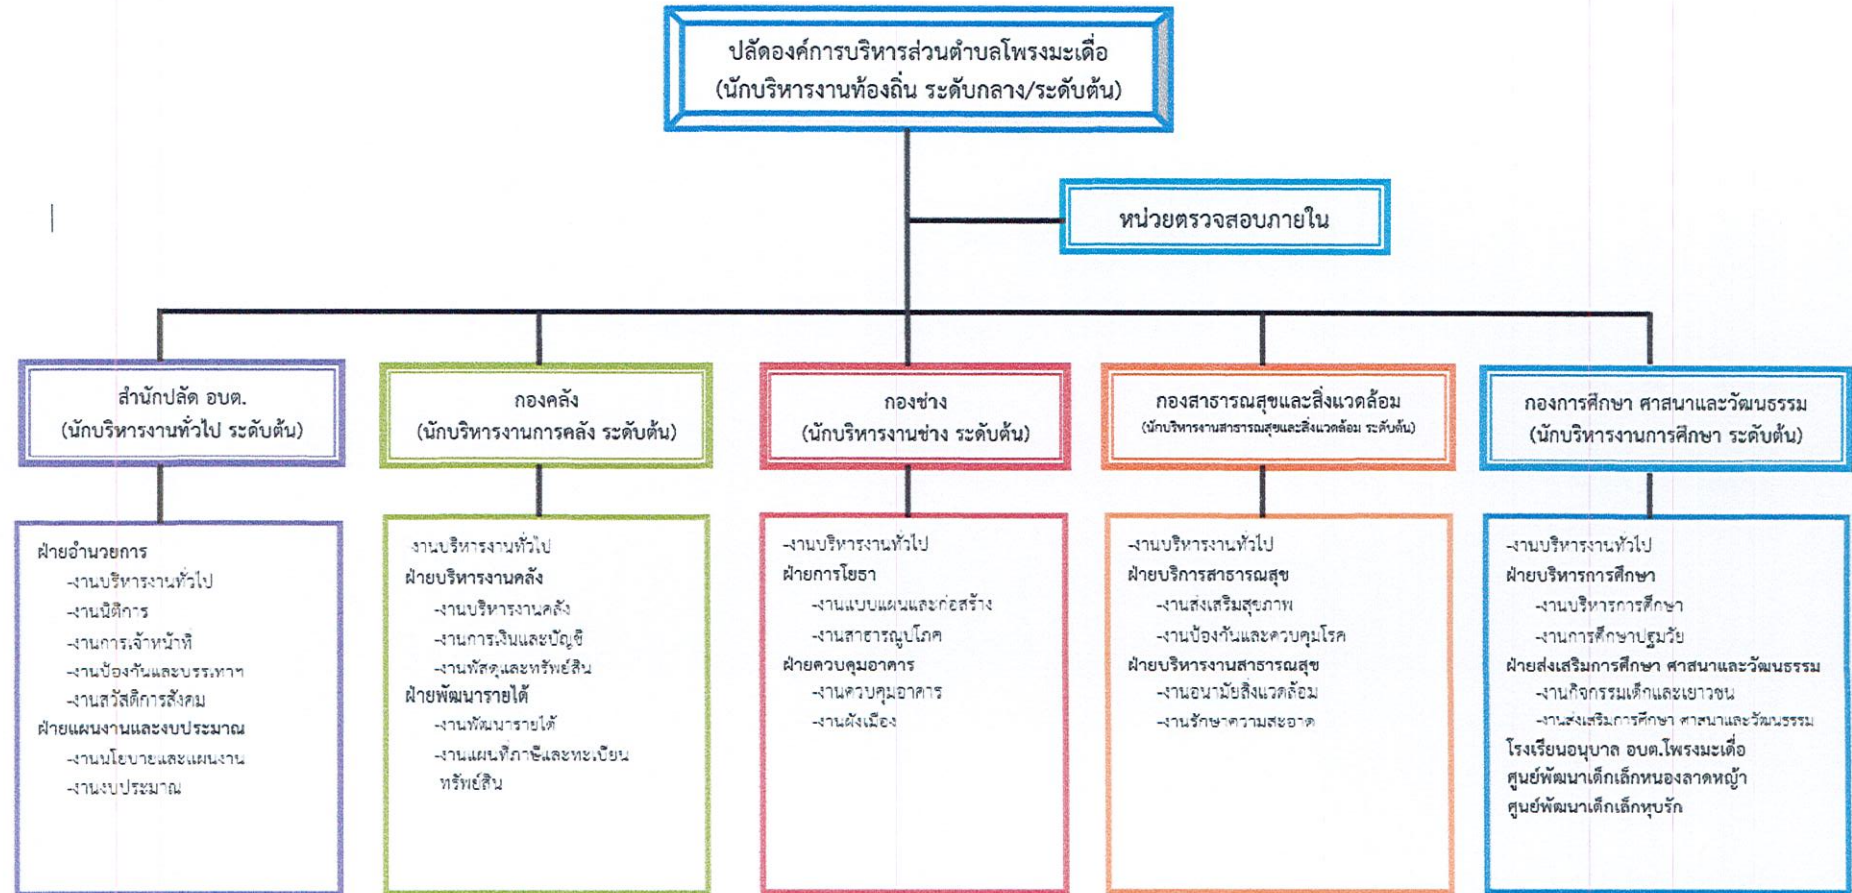 ปลัดองค์การบริหารส่วนตำบลโพรงมะเดื่อ
(นักบริหารงานท้องถิ่น ระดับกลาง/ระดับต้น)
หน่วยตรวจสอบภายใน
สำนักปลัด อบต.
(นักบริหารงานทั่วไป ระดับต้น)
กองคลัง
(นักบริหารงานการคลัง ระดับต้น)
กองช่าง
(นักบริหารงานช่าง ระดับต้น)
กองสาธารณสุขและสิ่งแวดล้อม
(นักบริหารงานสาธารณสุขและสิ่งแวดล้อม ระดับต้น)
กองการศึกษา ศาสนาและวัฒนธรรม
(นักบริหารงานการศึกษา ระดับต้น)
ฝ่ายอำนวยการ
-งานบริหารงานทั่วไป
-งานนิติการ
-งานการเจ้าหน้าที่
-งานป้องกันและบรรเทาฯ
-งานสวัสดิการสังคม
ฝ่ายแผนงานและงบประมาณ
-งานนโยบายและแผนงาน
-งานงบประมาณ
-งานบริหารงานทั่วไป
ฝ่ายบริหารงานคลัง
-งานบริหารงานคลัง
-งานการเงินและบัญชี
-งานพัสดุและทรัพย์สิน
ฝ่ายพัฒนารายได้
-งานพัฒนารายได้
-งานแผนที่ภาษีและทะเบียน
ทรัพย์สิน
-งานบริหารงานทั่วไป
ฝ่ายการโยธา
-งานแบบแผนและก่อสร้าง
-งานสาธารณูปโภค
ฝ่ายควบคุมอาคาร
-งานควบคุมอาคาร
-งานผังเมือง
-งานบริหารงานทั่วไป
ฝ่ายบริการสาธารณสุข
-งานส่งเสริมสุขภาพ
-งานป้องกันและควบคุมโรค
ฝ่ายบริหารงานสาธารณสุข
-งานอนามัยสิ่งแวดล้อม
-งานรักษาความสะอาด
-งานบริหารงานทั่วไป
ฝ่ายบริหารการศึกษา
-งานบริหารการศึกษา
-งานการศึกษาปฐมวัย
ฝ่ายส่งเสริมการศึกษา ศาสนาและวัฒนธรรม
-งานกิจกรรมเด็กและเยาวชน
-งานส่งเสริมการศึกษา ศาสนาและวัฒนธรรม
โรงเรียนอนุบาล อบต.โพรงมะเดื่อ
ศูนย์พัฒนาเด็กเล็กหนองลาดหญ้า
ศูนย์พัฒนาเด็กเล็กหุบรัก